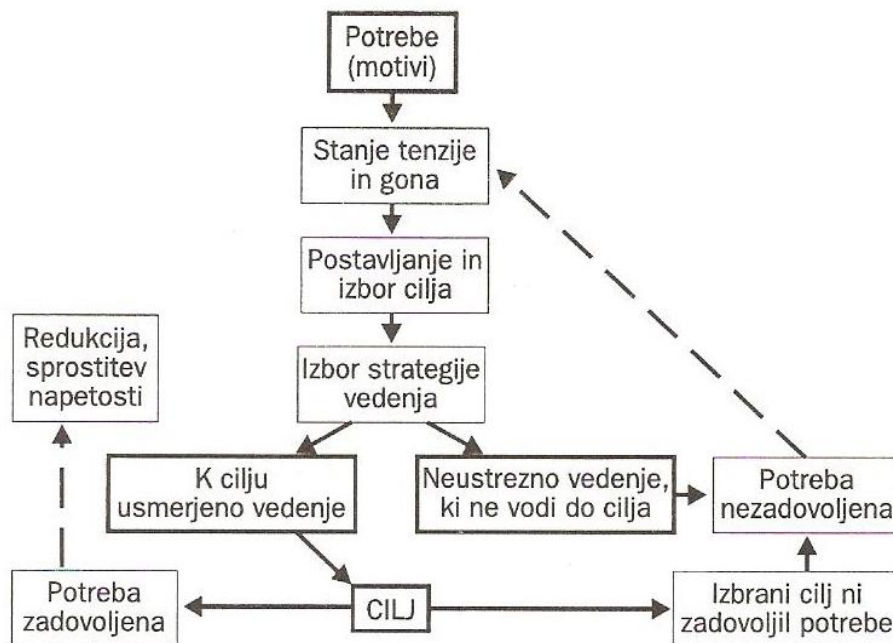 Potrebe
(motivi)
Stanje tenzije
in gona
Postavljanje in
izbor cilja
Redukcija,
sprostitev
napetosti
Izbor strategije
vedenja
K cilju
usmerjeno vedenje
Neustrezno vedenje,
ki ne vodi do cilja
Potreba
nezadovoljena
Potreba
zadovoljena
CILJ
Izbrani cilj ni
zadovoljil potrebe